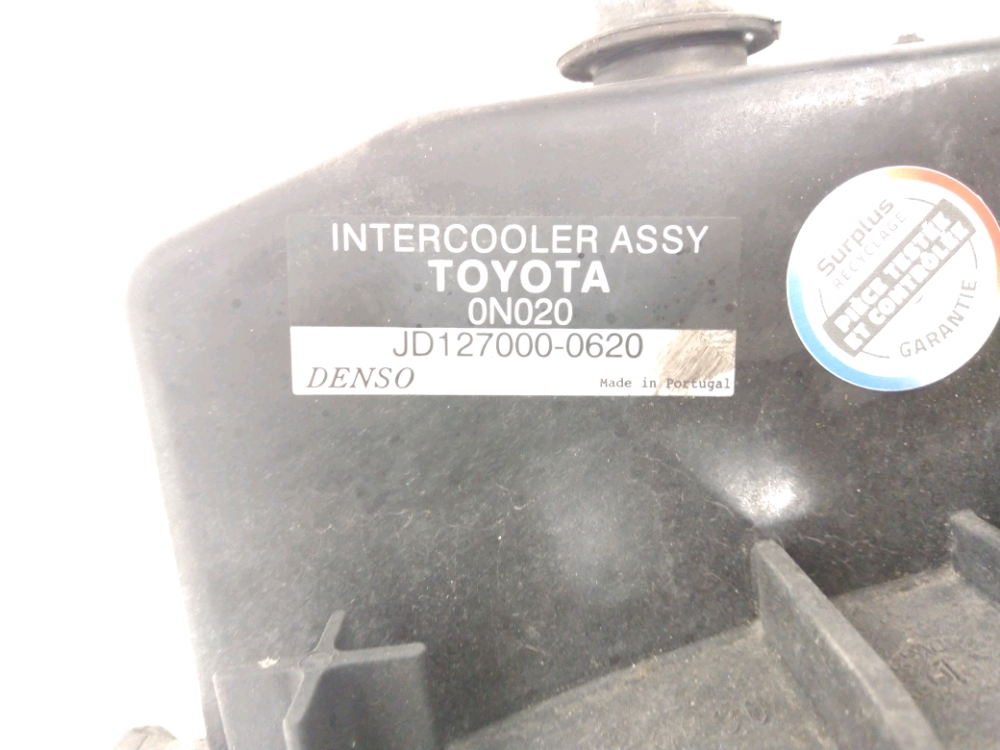 INTERCOOLER ASSY
TOYOTA
0N020
JD127000-0620
DENSO
Made in Portugal
Surplus
RECYCLAGE
PIÈCE TESTÉE
ET CONTRÔLÉE
GARANTIE